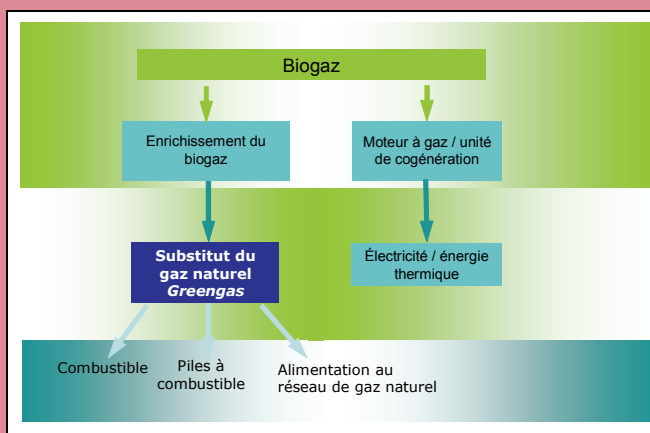 Biogaz
Enrichissement du
biogaz
Moteur à gaz / unité
de cogénération
Substitut du
gaz naturel
Greengas
Électricité / énergie
thermique
Combustible
Piles à
combustible
Alimentation au
réseau de gaz naturel